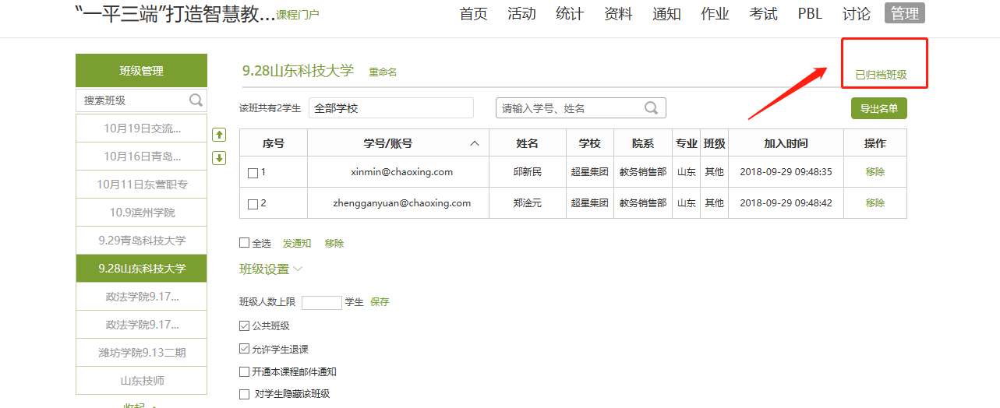 “一平三端”打造智慧教...课程门户
首页 活动 统计 资料 通知 作业 考试 PBL 讨论 管理
班级管理
搜索班级
10月19日交流...
10月16日青岛...
10月11日东营职专
10.9滨州学院
9.29青岛科技大学
9.28山东科技大学
政法学院9.17...
政法学院9.17...
潍坊学院9.13二期
山东技师
收起
9.28山东科技大学 重命名
已归档班级
该班共有2学生 全部学校 请输入学号、姓名 导出名单
序号 学号/账号 姓名 学校 院系 专业 班级 加入时间 操作
1 xinmin@chaoxing.com 邱新民 超星集团 教务销售部 山东 其他 2018-09-29 09:48:35 移除
2 zhengganyuan@chaoxing.com 郑淦元 超星集团 教务销售部 山东 其他 2018-09-29 09:48:42 移除
全选 发通知 移除
班级设置
班级人数上限 学生 保存
公共班级
允许学生退课
开通本课程邮件通知
对学生隐藏该班级